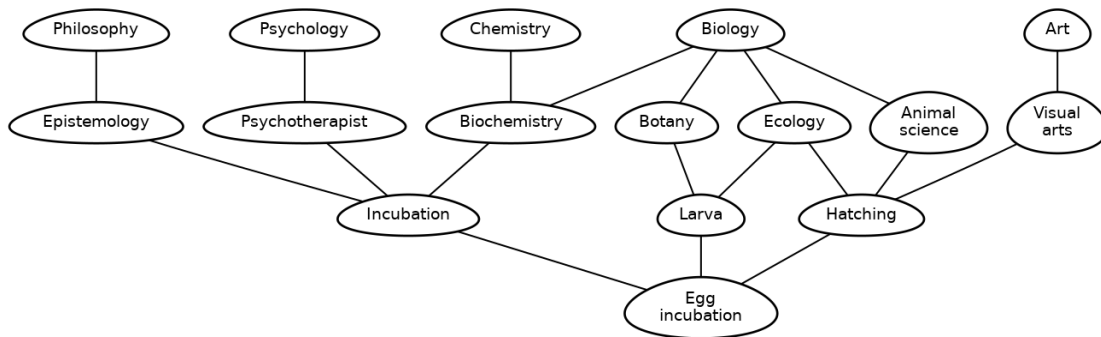 Philosophy
Psychology
Chemistry
Biology
Art
Epistemology
Psychotherapist
Biochemistry
Botany
Ecology
Animal
science
Visual
arts
Incubation
Larva
Hatching
Egg
incubation